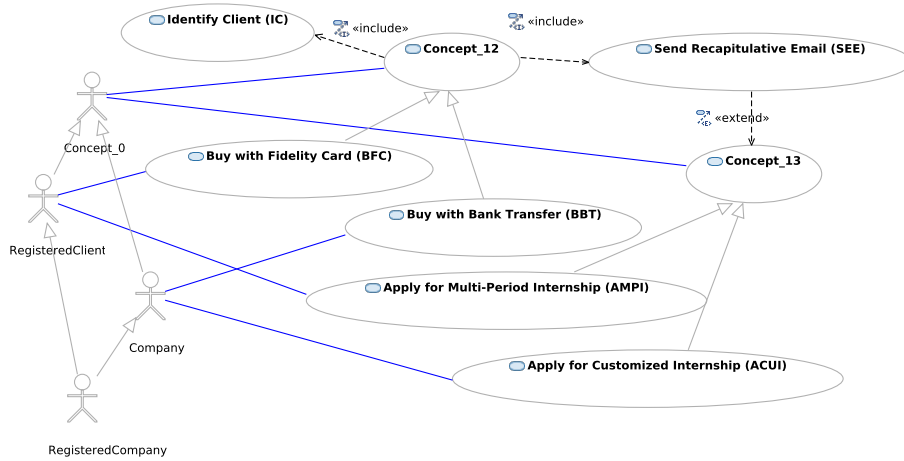 Identify Client (IC)
«include»
«include»
Concept_12
Send Recapitulative Email (SEE)
«extend»
Concept_0
Buy with Fidelity Card (BFC)
Concept_13
Buy with Bank Transfer (BBT)
RegisteredClient
Apply for Multi-Period Internship (AMPI)
Company
Apply for Customized Internship (ACUI)
RegisteredCompany